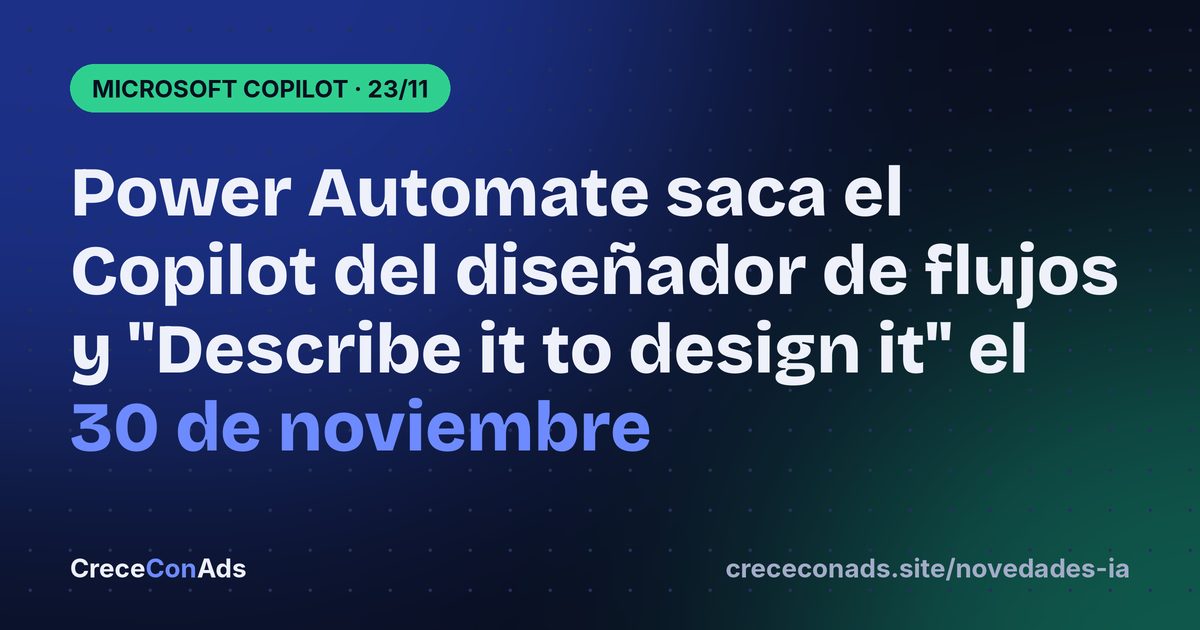 MICROSOFT COPILOT · 23/11
Power Automate saca el
Copilot del diseñador de flujos
y "Describe it to design it" el
30 de noviembre
CreceConAds
crececonads.site/novedades-ia